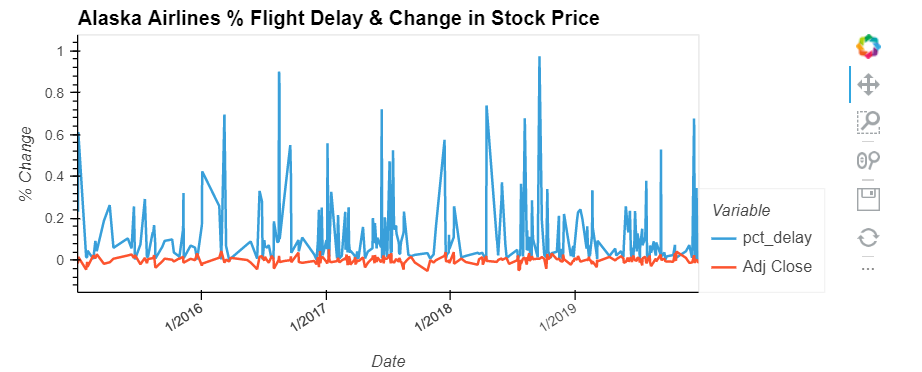 Alaska Airlines % Flight Delay & Change in Stock Price
% Change
1
0.8
0.6
0.4
0.2
0
1/2016
1/2017
1/2018
1/2019
Date
Variable
pct_delay
Adj Close
...